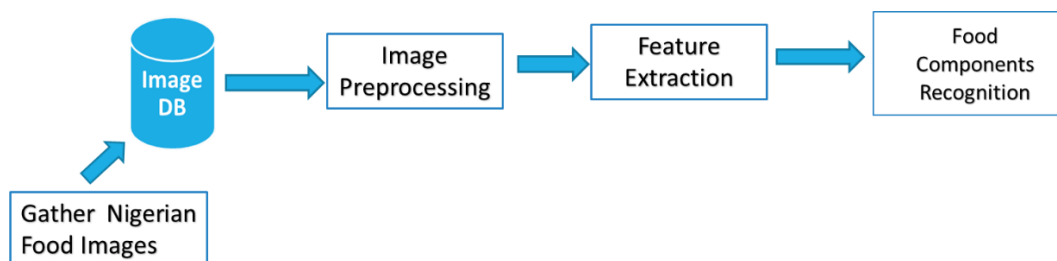 Gather Nigerian
Food Images
Image
DB
Image
Preprocessing
Feature
Extraction
Food
Components
Recognition